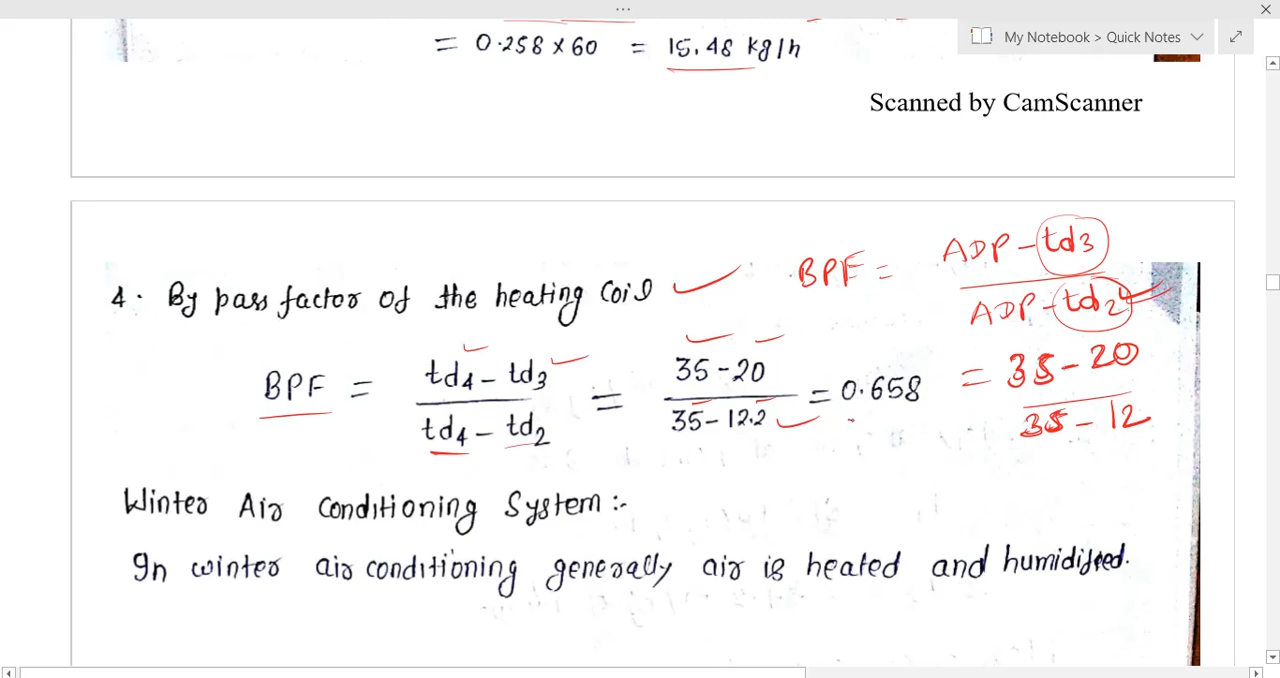 ...
My Notebook > Quick Notes
= 0.258 × 60 = 15.48 kg/h
Scanned by CamScanner
4. By pass factor of the heating Coil
BPF = ADP - td3 / ADP - td2
BPF = td4 - td3 / td4 - td2 = 35 - 20 / 35 - 12.2 = 0.658
= 35 - 20 / 35 - 12
Winter Air Conditioning System :-
In winter air conditioning generally air is heated and humidified.